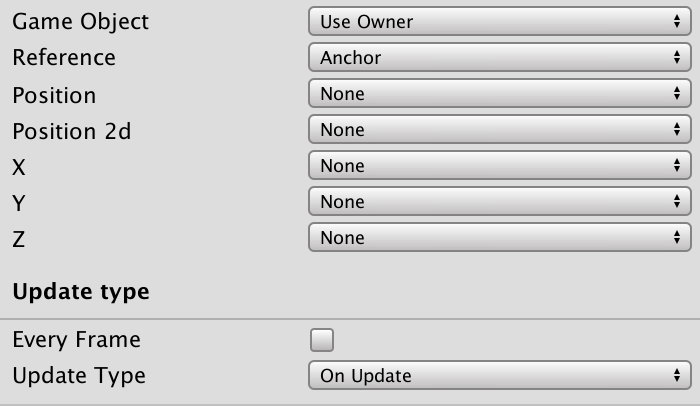 Game Object Use Owner
Reference Anchor
Position None
Position 2d None
X None
Y None
Z None
Update type
Every Frame
Update Type On Update